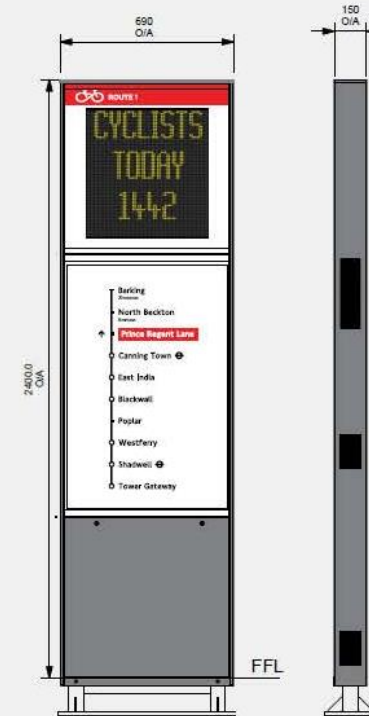 690
O/A
150
O/A
ROUTE 1
CYCLISTS
TODAY
1442
2400.0
O/A
Barking
North Beckton
Prince Regent Lane
Canning Town
East India
Blackwall
Poplar
Westferry
Shadwell
Tower Gateway
FFL